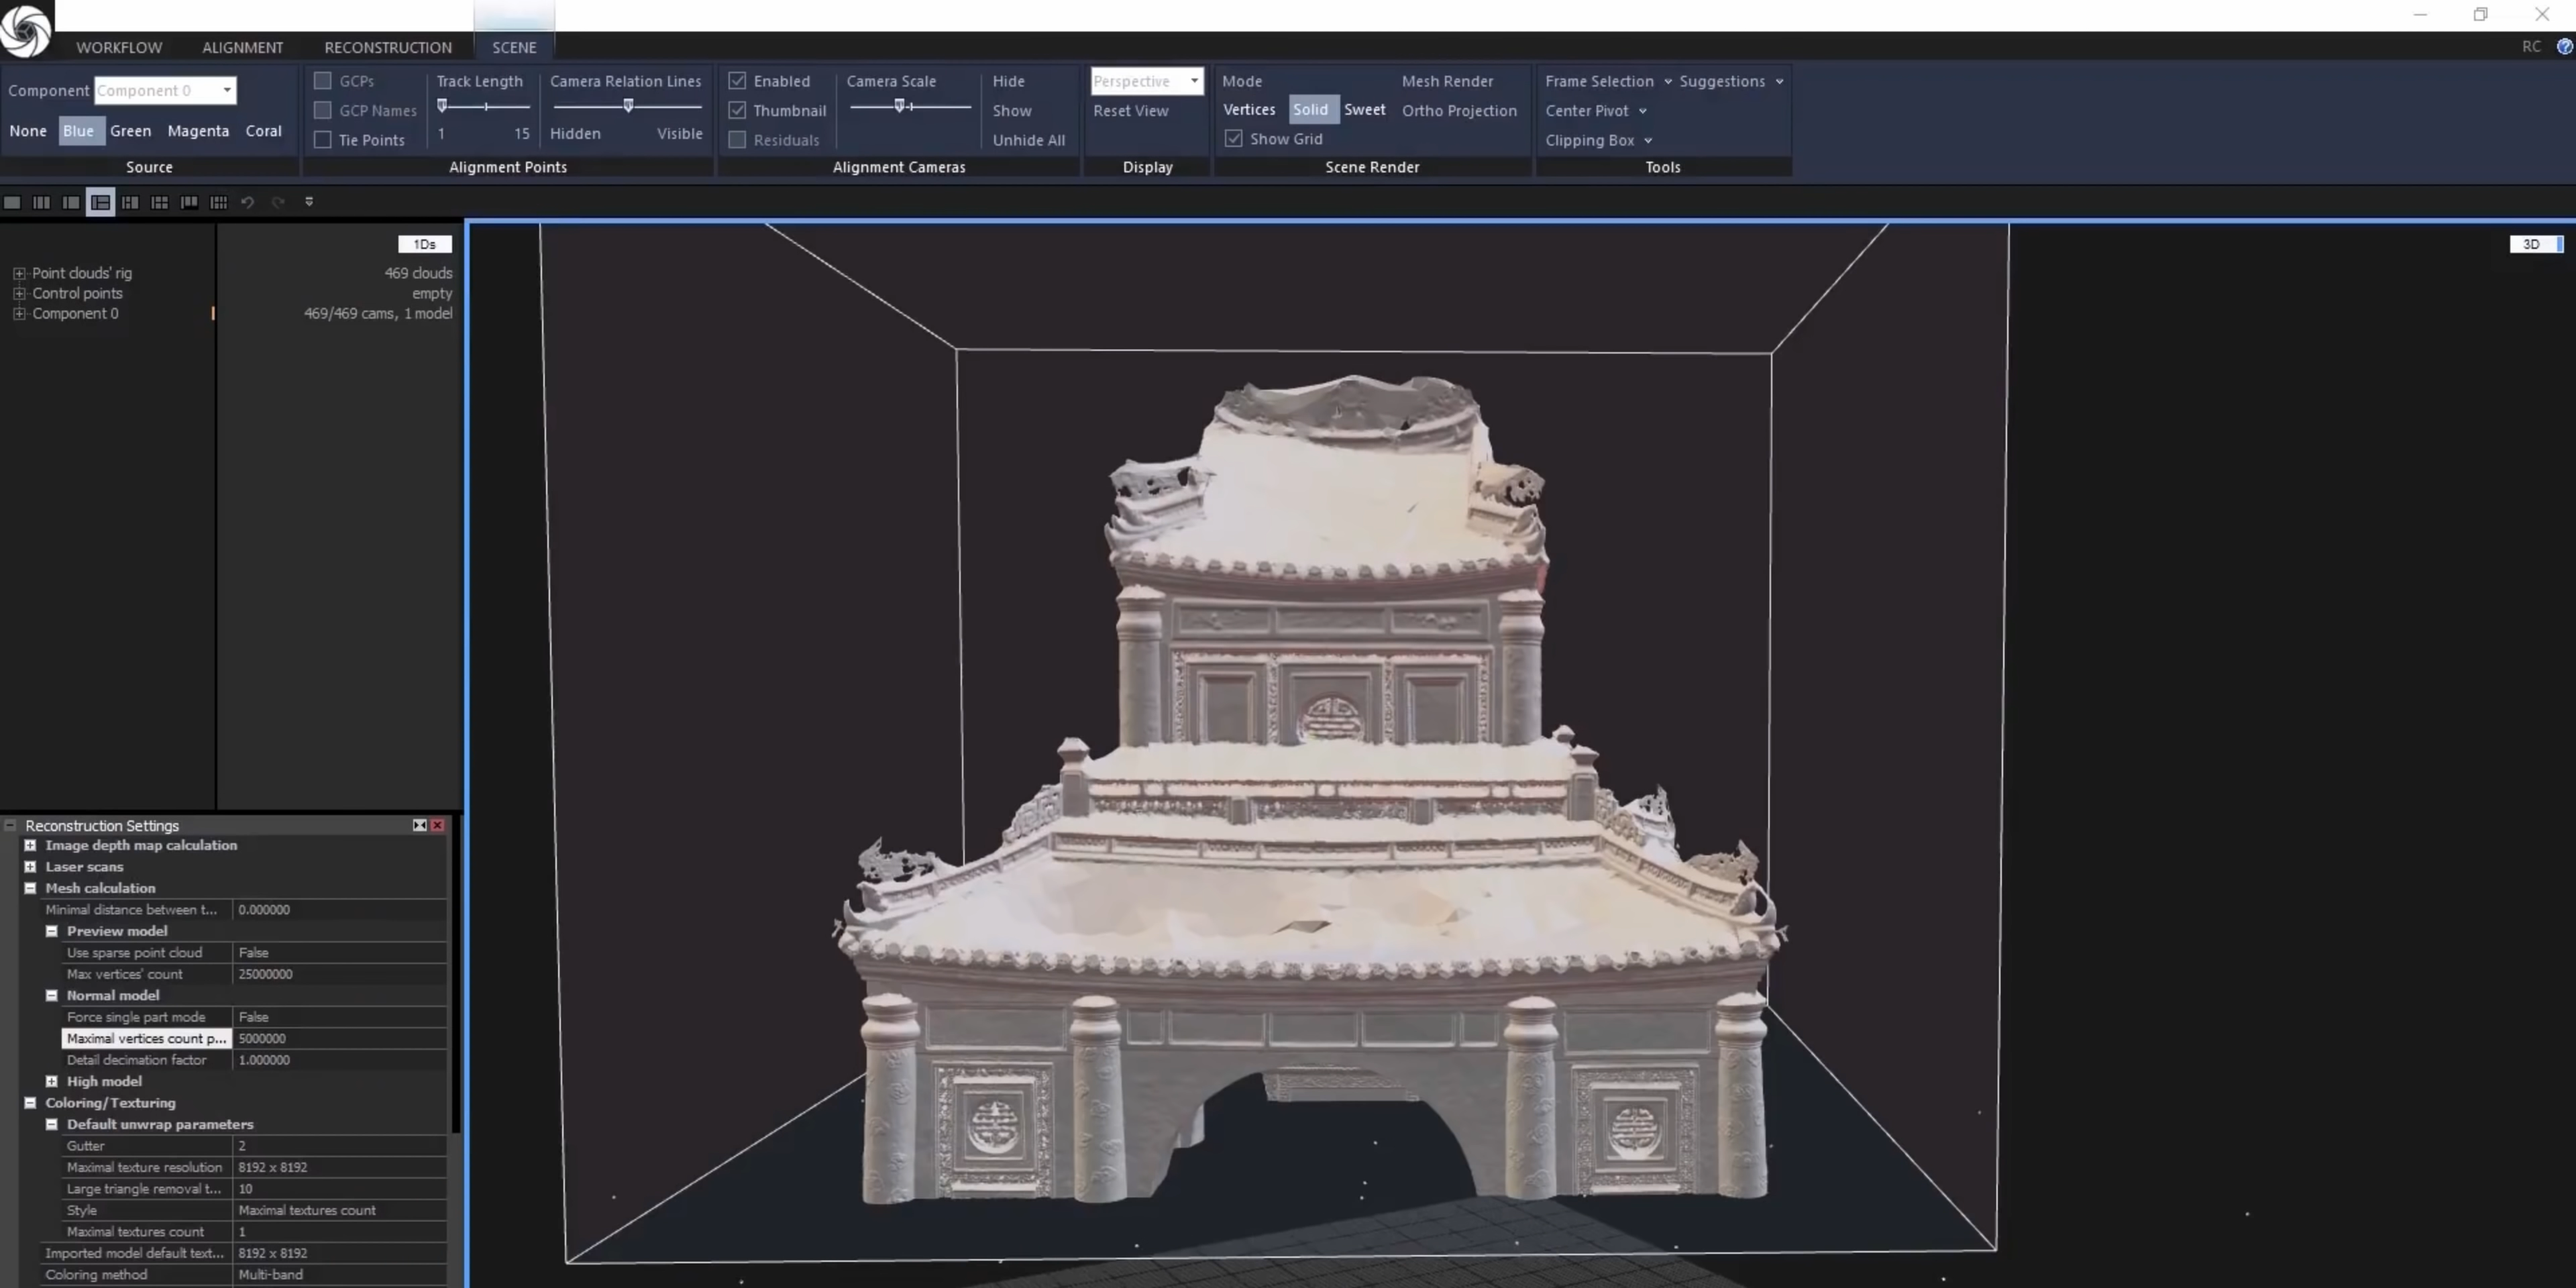 WORKFLOW ALIGNMENT RECONSTRUCTION SCENE RC
Component Component 0
None Blue Green Magenta Coral
Source
GCPs
GCP Names
Tie Points
Track Length
1 15
Camera Relation Lines
Hidden Visible
Alignment Points
Enabled
Thumbnail
Residuals
Camera Scale
Hide
Show
Unhide All
Alignment Cameras
Perspective
Reset View
Display
Mode
Vertices Solid Sweet
Show Grid
Mesh Render
Ortho Projection
Scene Render
Frame Selection Suggestions
Center Pivot
Clipping Box
Tools
1Ds
3D
Point clouds' rig 469 clouds
Control points empty
Component 0 469/469 cams, 1 model
Reconstruction Settings
Image depth map calculation
Laser scans
Mesh calculation
Minimal distance between t... 0.000000
Preview model
Use sparse point cloud False
Max vertices' count 25000000
Normal model
Force single part mode False
Maximal vertices count p... 5000000
Detail decimation factor 1.000000
High model
Coloring/Texturing
Default unwrap parameters
Gutter 2
Maximal texture resolution 8192 x 8192
Large triangle removal t... 10
Style Maximal textures count
Maximal textures count 1
Imported model default text... 8192 x 8192
Coloring method Multi-band